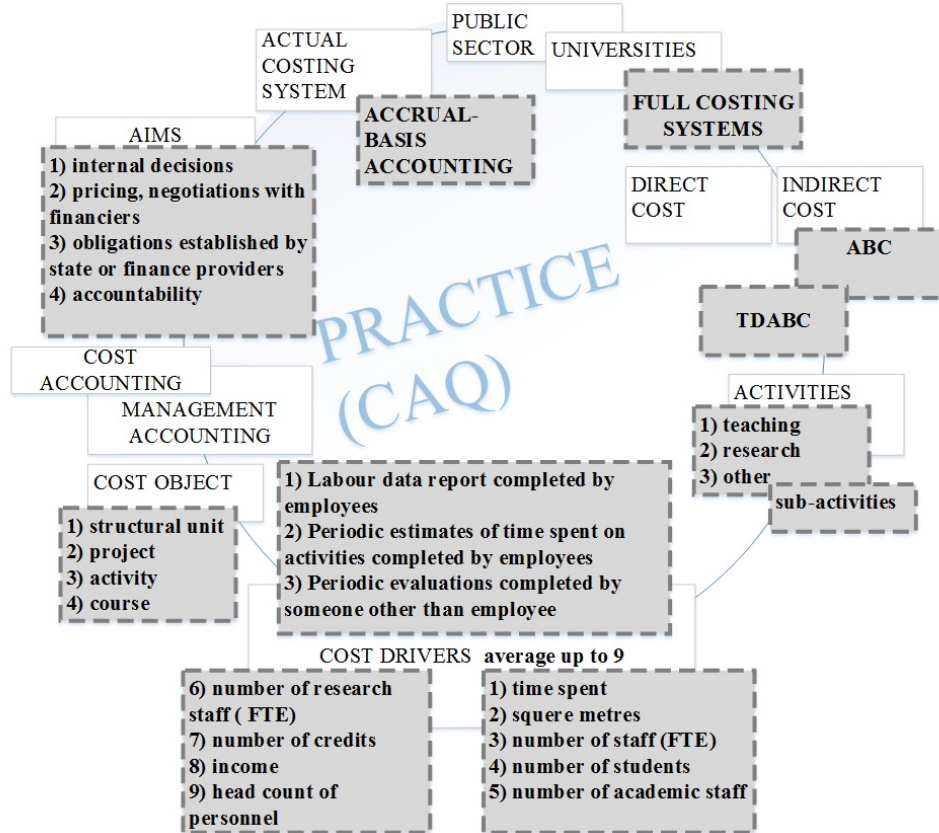 PUBLIC
SECTOR
ACTUAL
COSTING
SYSTEM
UNIVERSITIES
FULL COSTING
SYSTEMS
ACCRUAL-
BASIS
ACCOUNTING
AIMS
1) internal decisions
2) pricing, negotiations with
financiers
3) obligations established by
state or finance providers
4) accountability
DIRECT
COST
INDIRECT
COST
ABC
TDABC
PRACTICE
(CAQ)
COST
ACCOUNTING
MANAGEMENT
ACCOUNTING
ACTIVITIES
1) teaching
2) research
3) other
sub-activities
COST OBJECT
1) structural unit
2) project
3) activity
4) course
1) Labour data report completed by
employees
2) Periodic estimates of time spent on
activities completed by employees
3) Periodic evaluations completed by
someone other than employee
COST DRIVERS average up to 9
6) number of research
staff ( FTE)
7) number of credits
8) income
9) head count of
personnel
1) time spent
2) squere metres
3) number of staff (FTE)
4) number of students
5) number of academic staff